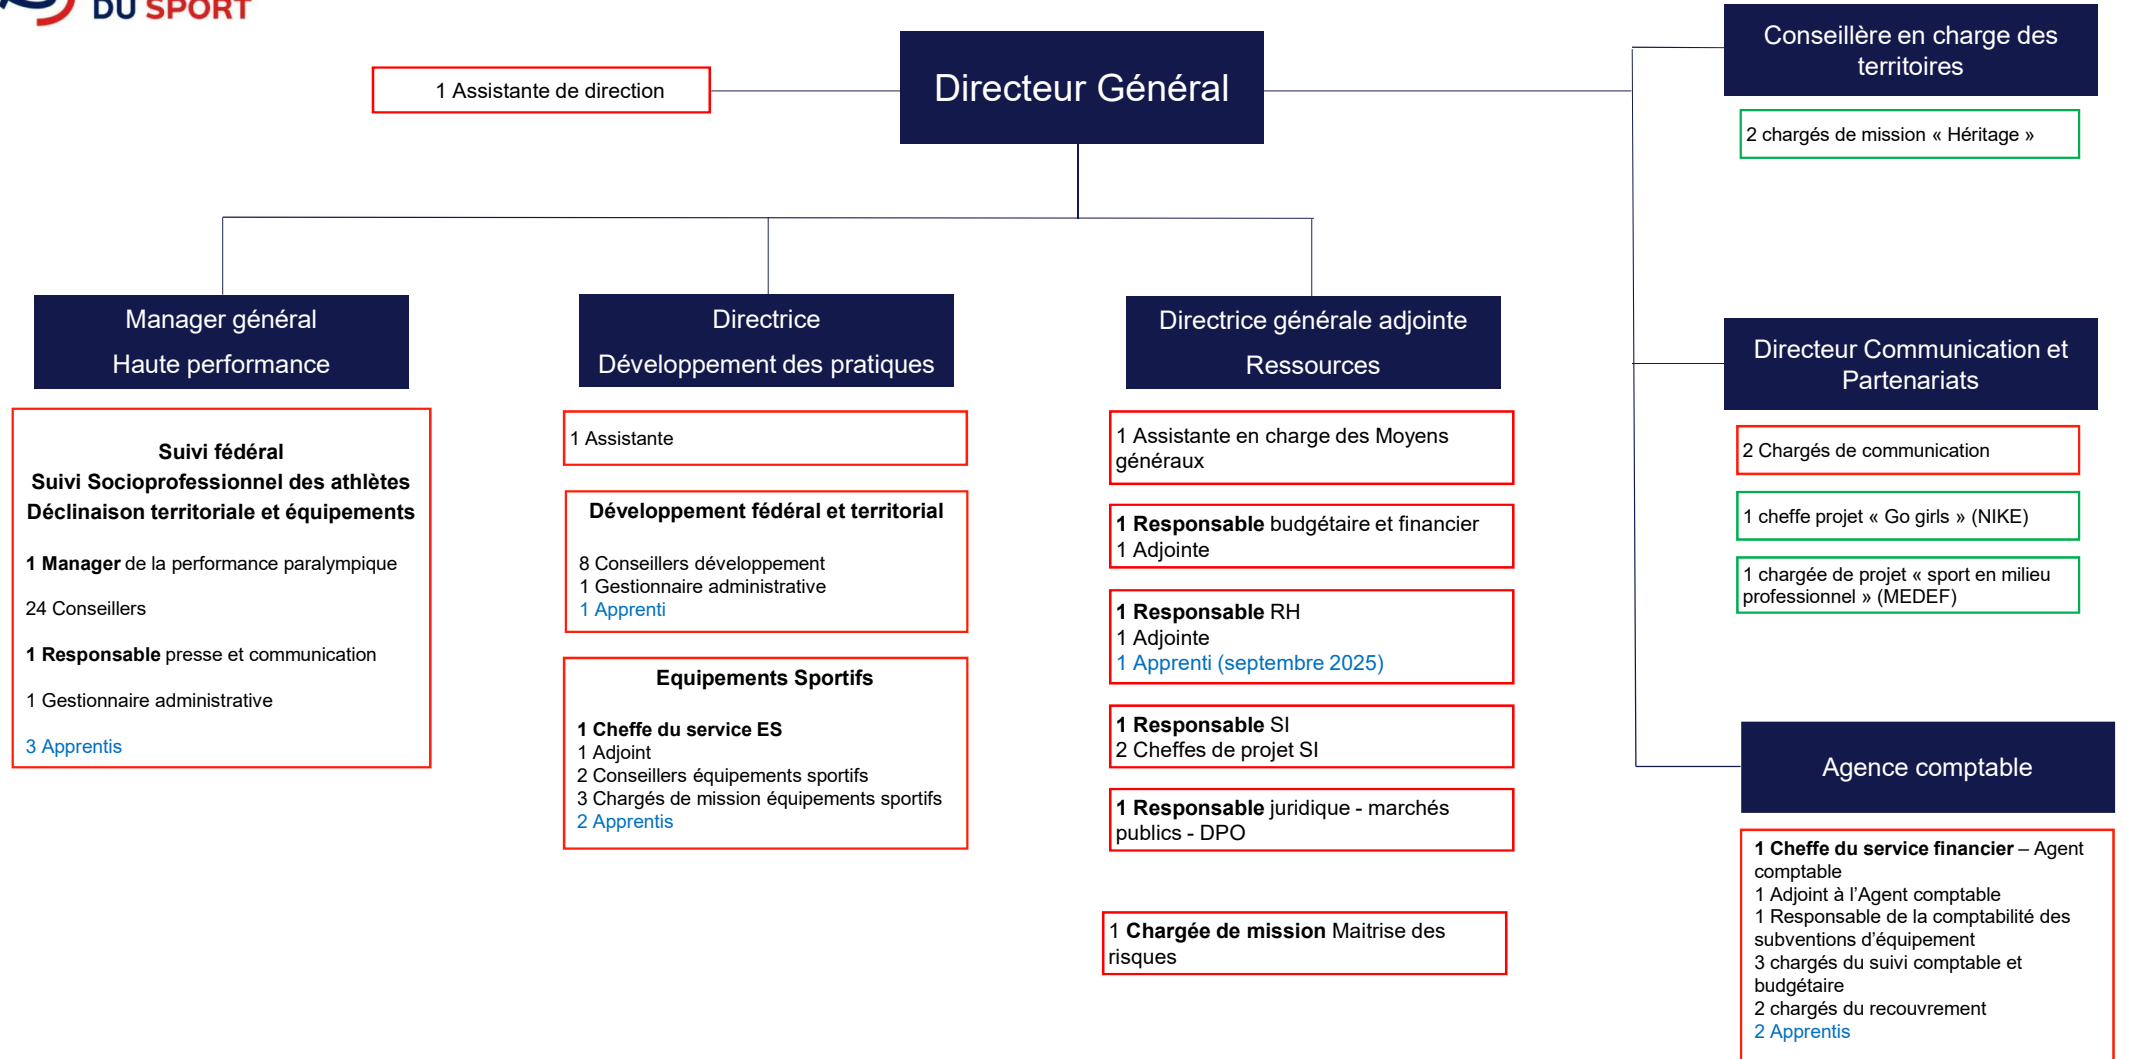 DU SPORT
1 Assistante de direction
Directeur Général
Conseillère en charge des
territoires
2 chargés de mission « Héritage »
Manager général
Haute performance
Suivi fédéral
Suivi Socioprofessionnel des athlètes
Déclinaison territoriale et équipements
1 Manager de la performance paralympique
24 Conseillers
1 Responsable presse et communication
1 Gestionnaire administrative
3 Apprentis
Directrice
Développement des pratiques
1 Assistante
Développement fédéral et territorial
8 Conseillers développement
1 Gestionnaire administrative
1 Apprenti
Equipements Sportifs
1 Cheffe du service ES
1 Adjoint
2 Conseillers équipements sportifs
3 Chargés de mission équipements sportifs
2 Apprentis
Directrice générale adjointe
Ressources
1 Assistante en charge des Moyens
généraux
1 Responsable budgétaire et financier
1 Adjointe
1 Responsable RH
1 Adjointe
1 Apprenti (septembre 2025)
1 Responsable SI
2 Cheffes de projet SI
1 Responsable juridique - marchés
publics - DPO
1 Chargée de mission Maitrise des
risques
Directeur Communication et
Partenariats
2 Chargés de communication
1 cheffe projet « Go girls » (NIKE)
1 chargée de projet « sport en milieu
professionnel » (MEDEF)
Agence comptable
1 Cheffe du service financier – Agent
comptable
1 Adjoint à l’Agent comptable
1 Responsable de la comptabilité des
subventions d’équipement
3 chargés du suivi comptable et
budgétaire
2 chargés du recouvrement
2 Apprentis